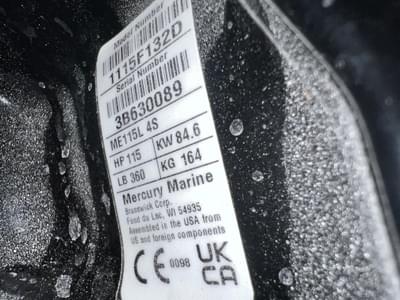 Model Number
1115F132D
Serial Number
3B630089
ME115L 4S
HP 115 KW 84.6
LB 360 KG 164
Mercury Marine
Brunswick Corp.
Fond du Lac, WI 54935
Assembled in the USA from
US and foreign components
CE 0098 UK
CA